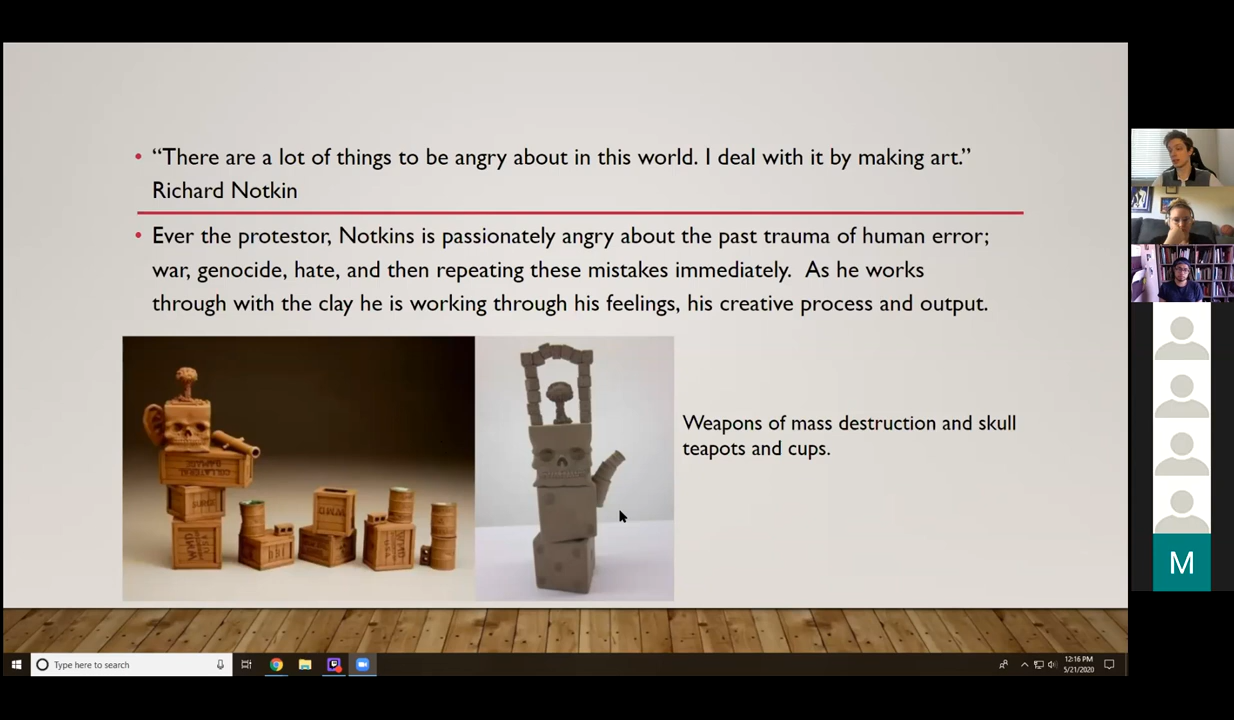 • “There are a lot of things to be angry about in this world. I deal with it by making art.”
Richard Notkin
• Ever the protestor, Notkins is passionately angry about the past trauma of human error;
war, genocide, hate, and then repeating these mistakes immediately.  As he works
through with the clay he is working through his feelings, his creative process and output.
Weapons of mass destruction and skull
teapots and cups.
M
Type here to search
12:16 PM
5/21/2020